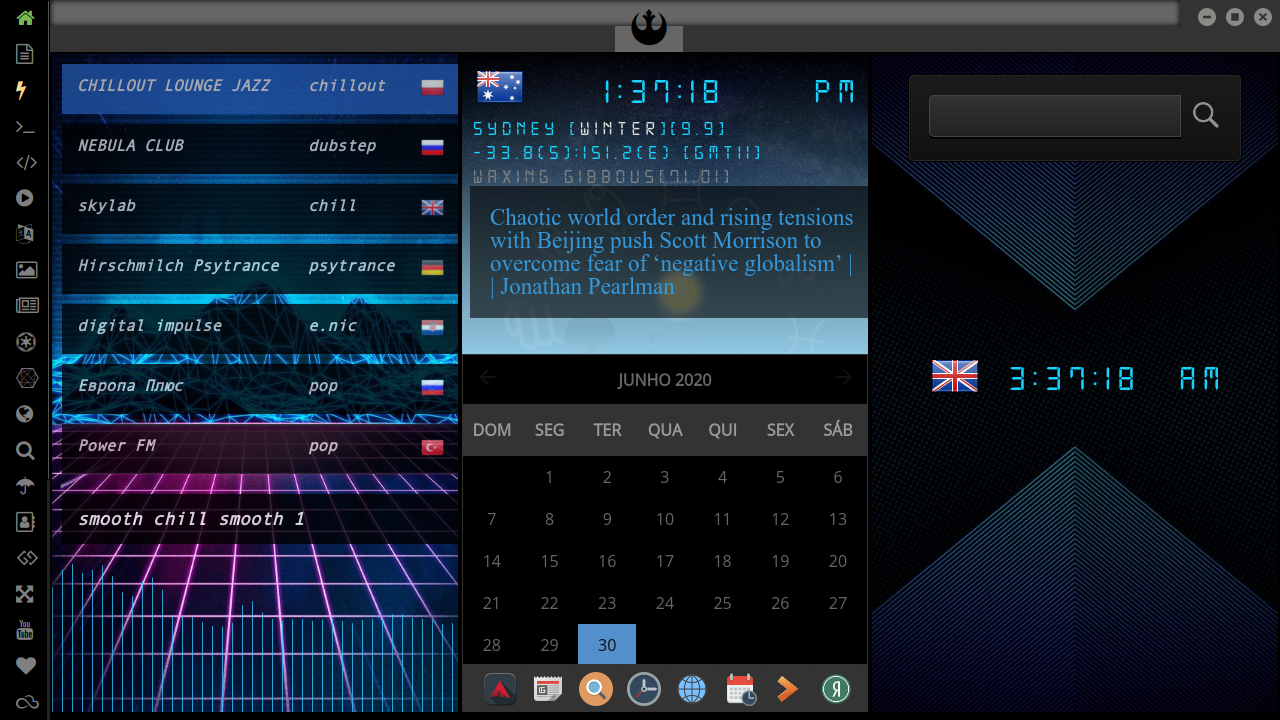 CHILLOUT LOUNGE JAZZ chillout
NEBULA CLUB dubstep
skylab chill
Hirschmilch Psytrance psytrance
digital impulse e.nic
Европа Плюс pop
Power FM pop
smooth chill smooth 1
1:37:18 PM
SYDNEY [WINTER][9.9]
-33.8(S):151.2(E) [GMT11]
WAXING GIBBOUS[71.01]
Chaotic world order and rising tensions
with Beijing push Scott Morrison to
overcome fear of ‘negative globalism’ |
| Jonathan Pearlman
JUNHO 2020
DOM SEG TER QUA QUI SEX SÁB
1 2 3 4 5 6
7 8 9 10 11 12 13
14 15 16 17 18 19 20
21 22 23 24 25 26 27
28 29 30
3:37:18 AM
You
Tube
Я